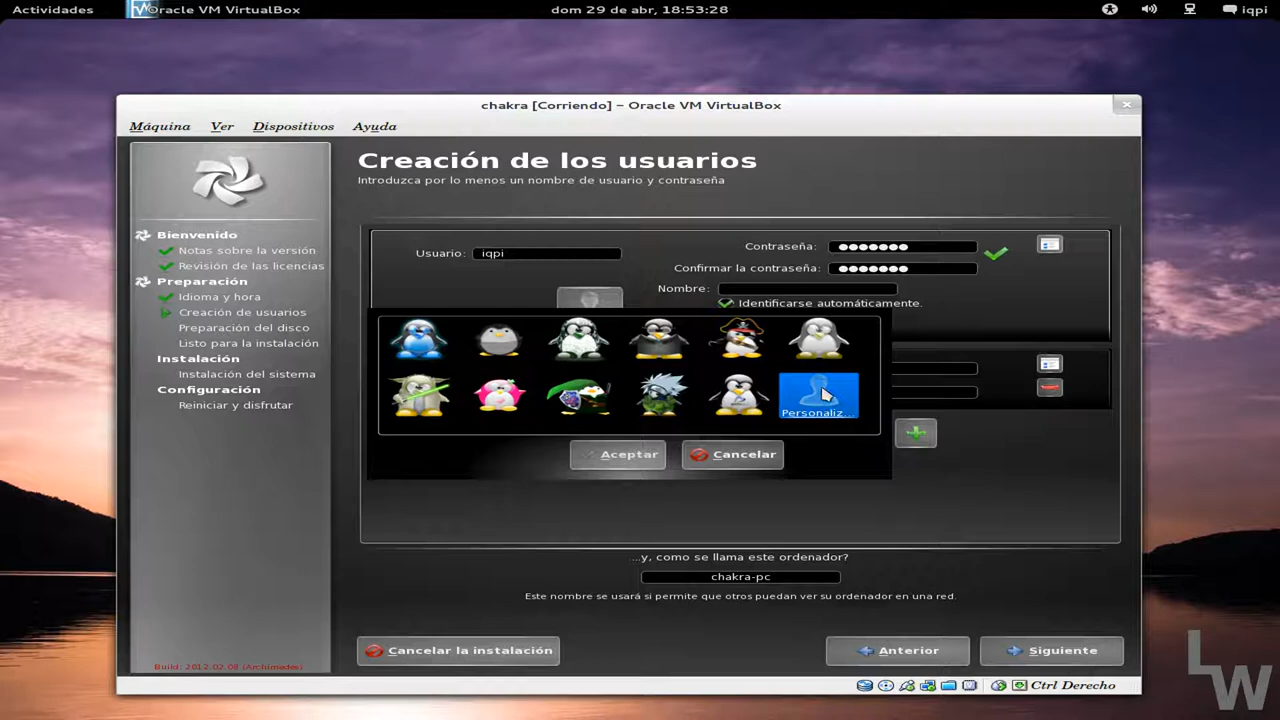 Actividades
Oracle VM VirtualBox
dom 29 de abr, 18:53:28
iqpi
chakra [Corriendo] – Oracle VM VirtualBox
Máquina Ver Dispositivos Ayuda
Bienvenido
Notas sobre la versión
Revisión de las licencias
Preparación
Idioma y hora
Creación de usuarios
Preparación del disco
Listo para la instalación
Instalación
Instalación del sistema
Configuración
Reiniciar y disfrutar
Build: 2012.02.09 (Archimedes)
Creación de los usuarios
Introduzca por lo menos un nombre de usuario y contraseña
Usuario: iqpi
Contraseña: ●●●●●●●
Confirmar la contraseña: ●●●●●●●
Nombre:
Identificarse automáticamente.
Personaliz...
Aceptar Cancelar
...y, como se llama este ordenador?
chakra-pc
Este nombre se usará si permite que otros puedan ver su ordenador en una red.
Cancelar la instalación
Anterior
Siguiente
Ctrl Derecho
LW